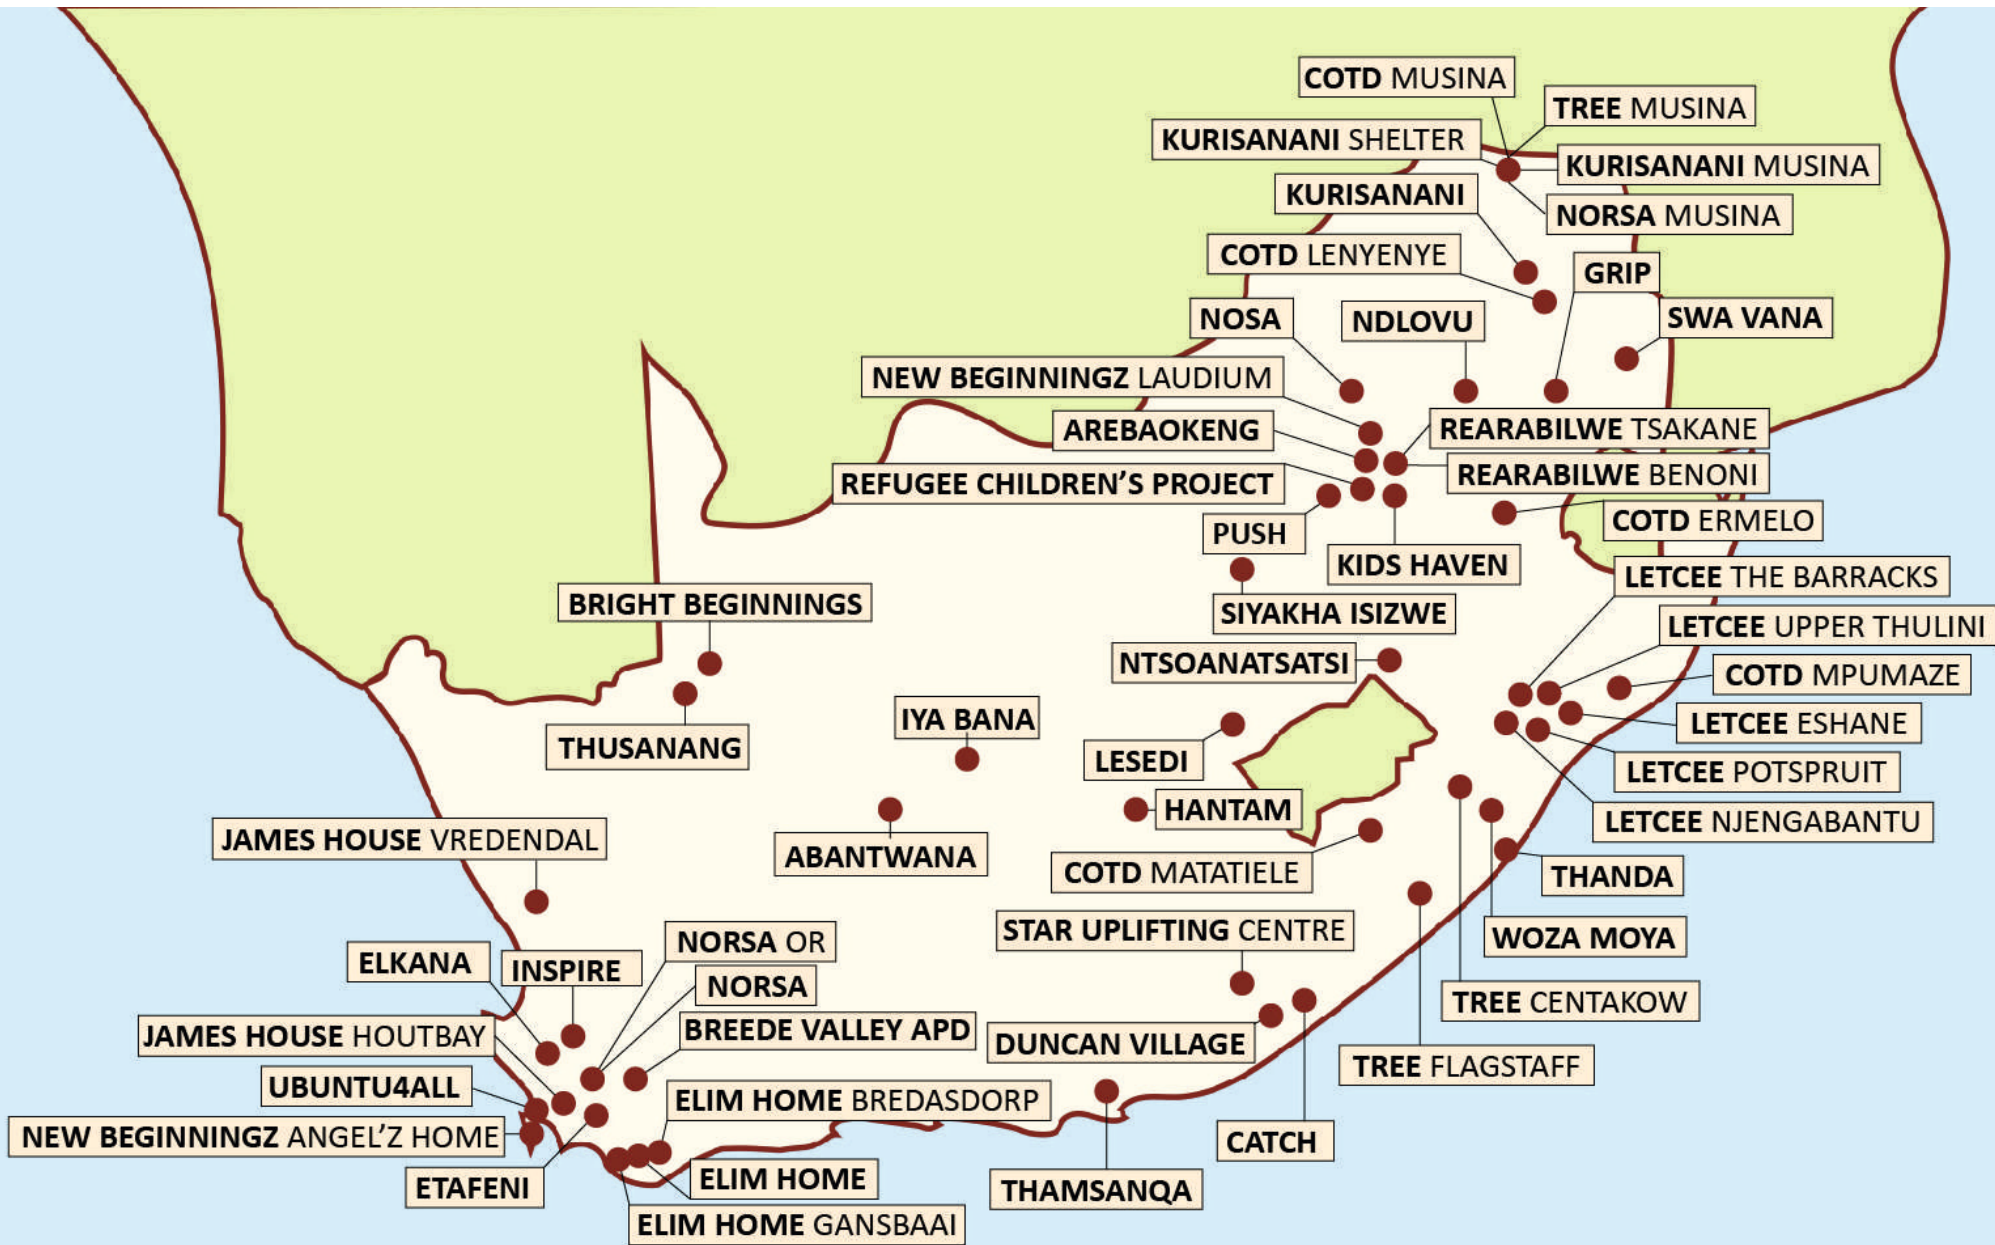 COTD MUSINA
TREE MUSINA
KURISANANI SHELTER
KURISANANI MUSINA
KURISANANI
NORSA MUSINA
COTD LENYENYE
GRIP
NOSA
NDLOVU
SWA VANA
NEW BEGINNINGZ LAUDIUM
AREBAOKENG
REARABILWE TSAKANE
REFUGEE CHILDREN’S PROJECT
REARABILWE BENONI
PUSH
COTD ERMELO
KIDS HAVEN
LETCEE THE BARRACKS
BRIGHT BEGINNINGS
SIYAKHA ISIZWE
LETCEE UPPER THULINI
NTSOANATSATSI
COTD MPUMAZE
IYA BANA
LETCEE ESHANE
THUSANANG
LESEDI
LETCEE POTSPRUIT
HANTAM
LETCEE NJENGABANTU
JAMES HOUSE VREDENDAL
ABANTWANA
COTD MATATIELE
THANDA
STAR UPLIFTING CENTRE
WOZA MOYA
NORSA OR
ELKANA
INSPIRE
NORSA
TREE CENTAKOW
JAMES HOUSE HOUTBAY
BREEDE VALLEY APD
DUNCAN VILLAGE
TREE FLAGSTAFF
UBUNTU4ALL
ELIM HOME BREDASDORP
NEW BEGINNINGZ ANGEL’Z HOME
CATCH
ETAFENI
ELIM HOME
THAMSANQA
ELIM HOME GANSBAAI